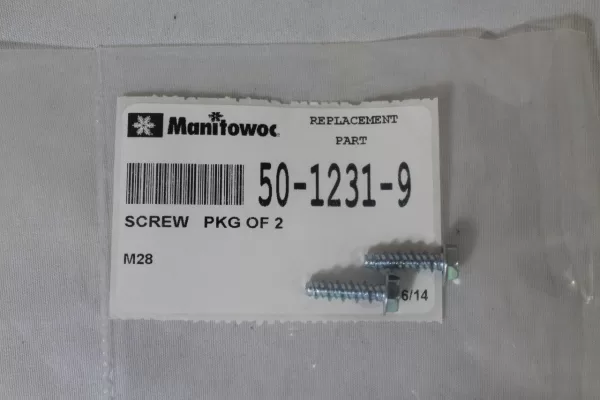 Manitowoc
REPLACEMENT
PART
50-1231-9
SCREW PKG OF 2
M28
6/14